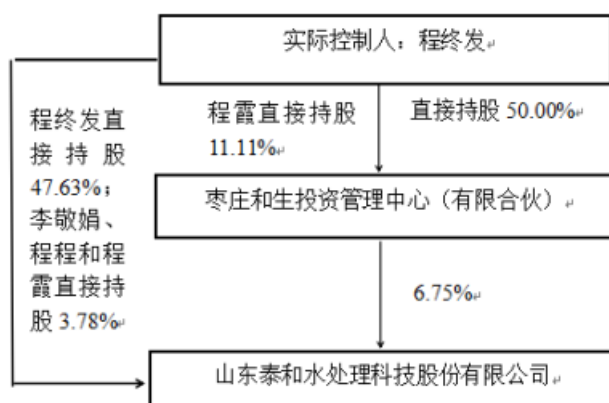 实际控制人：程终发
程霞直接持股
11.11%
直接持股 50.00%
程终发直
接持股
47.63%；
李敬娟、
程程和程
霞直接持
股 3.78%
枣庄和生投资管理中心（有限合伙）
6.75%
山东泰和水处理科技股份有限公司